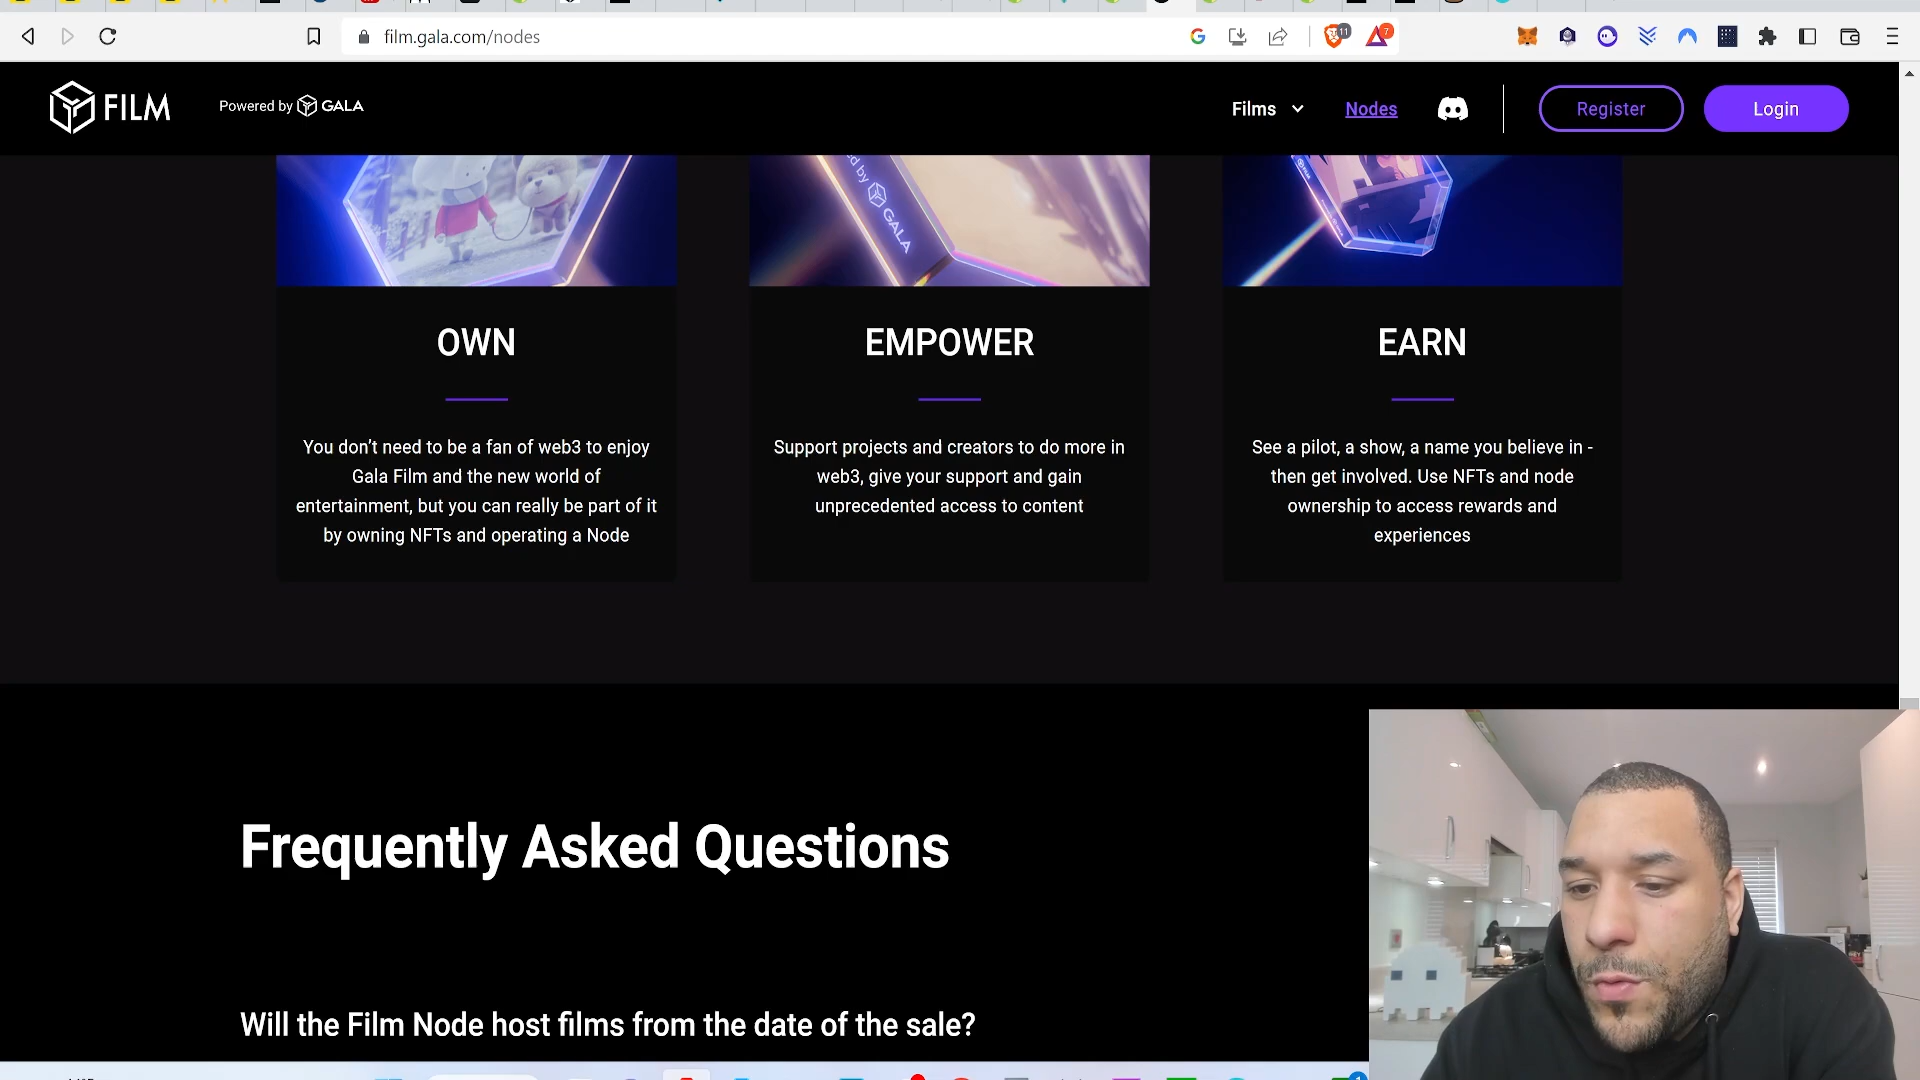 film.gala.com/nodes
11
7
FILM
Powered by GALA
Films
Nodes
Register
Login
ed by GALA
OWN
EMPOWER
EARN
You don't need to be a fan of web3 to enjoy
Gala Film and the new world of
entertainment, but you can really be part of it
by owning NFTs and operating a Node
Support projects and creators to do more in
web3, give your support and gain
unprecedented access to content
See a pilot, a show, a name you believe in -
then get involved. Use NFTs and node
ownership to access rewards and
experiences
Frequently Asked Questions
Will the Film Node host films from the date of the sale?